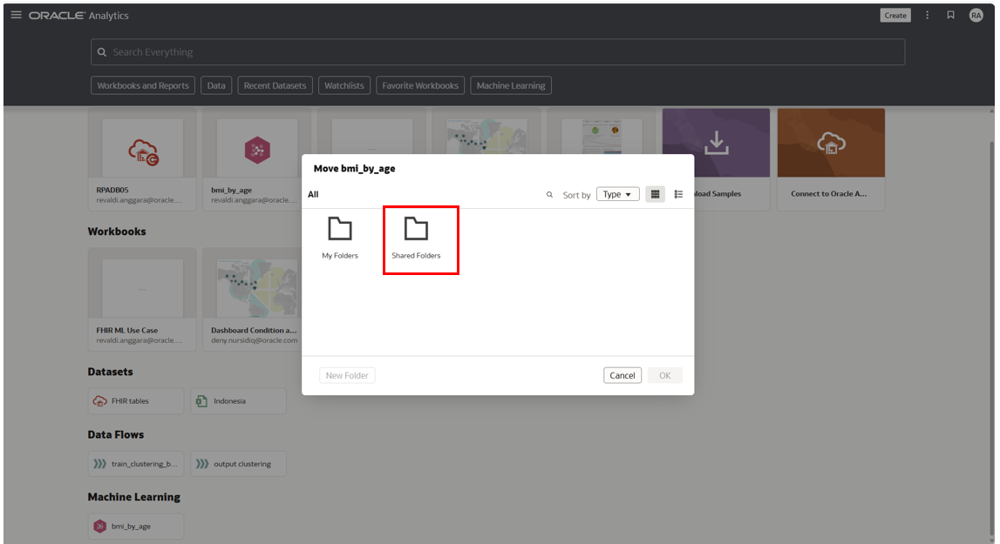 ORACLE Analytics
Create
RA
Search Everything
Workbooks and Reports
Data
Recent Datasets
Watchlists
Favorite Workbooks
Machine Learning
RPADB05
revaldi.anggara@oracle....
bmi_by_age
revaldi.anggara@oracle....
load Samples
Connect to Oracle A...
Move bmi_by_age
All
Sort by
Type
My Folders
Shared Folders
New Folder
Cancel
OK
Workbooks
FHIR ML Use Case
revaldi.anggara@oracle....
Dashboard Condition a...
deny.nursidiq@oracle.com
Datasets
FHIR tables
Indonesia
Data Flows
train_clustering_b...
output clustering
Machine Learning
bmi_by_age